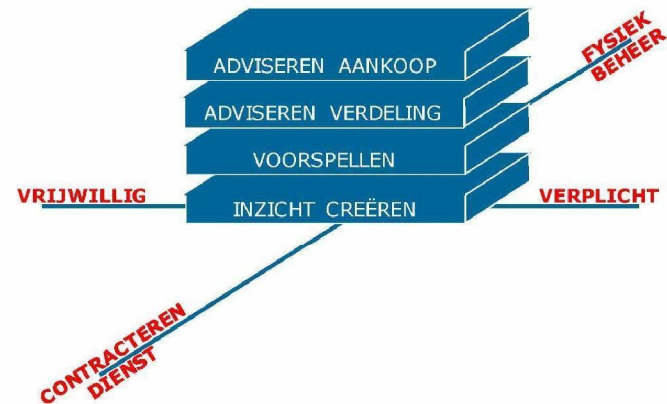 ADVISEREN AANKOOP
FYSIEK
BEHEER
ADVISEREN VERDELING
VOORSPELLEN
VRIJWILLIG
INZICHT CREËREN
VERPLICHT
CONTRACTEREN
DIENST